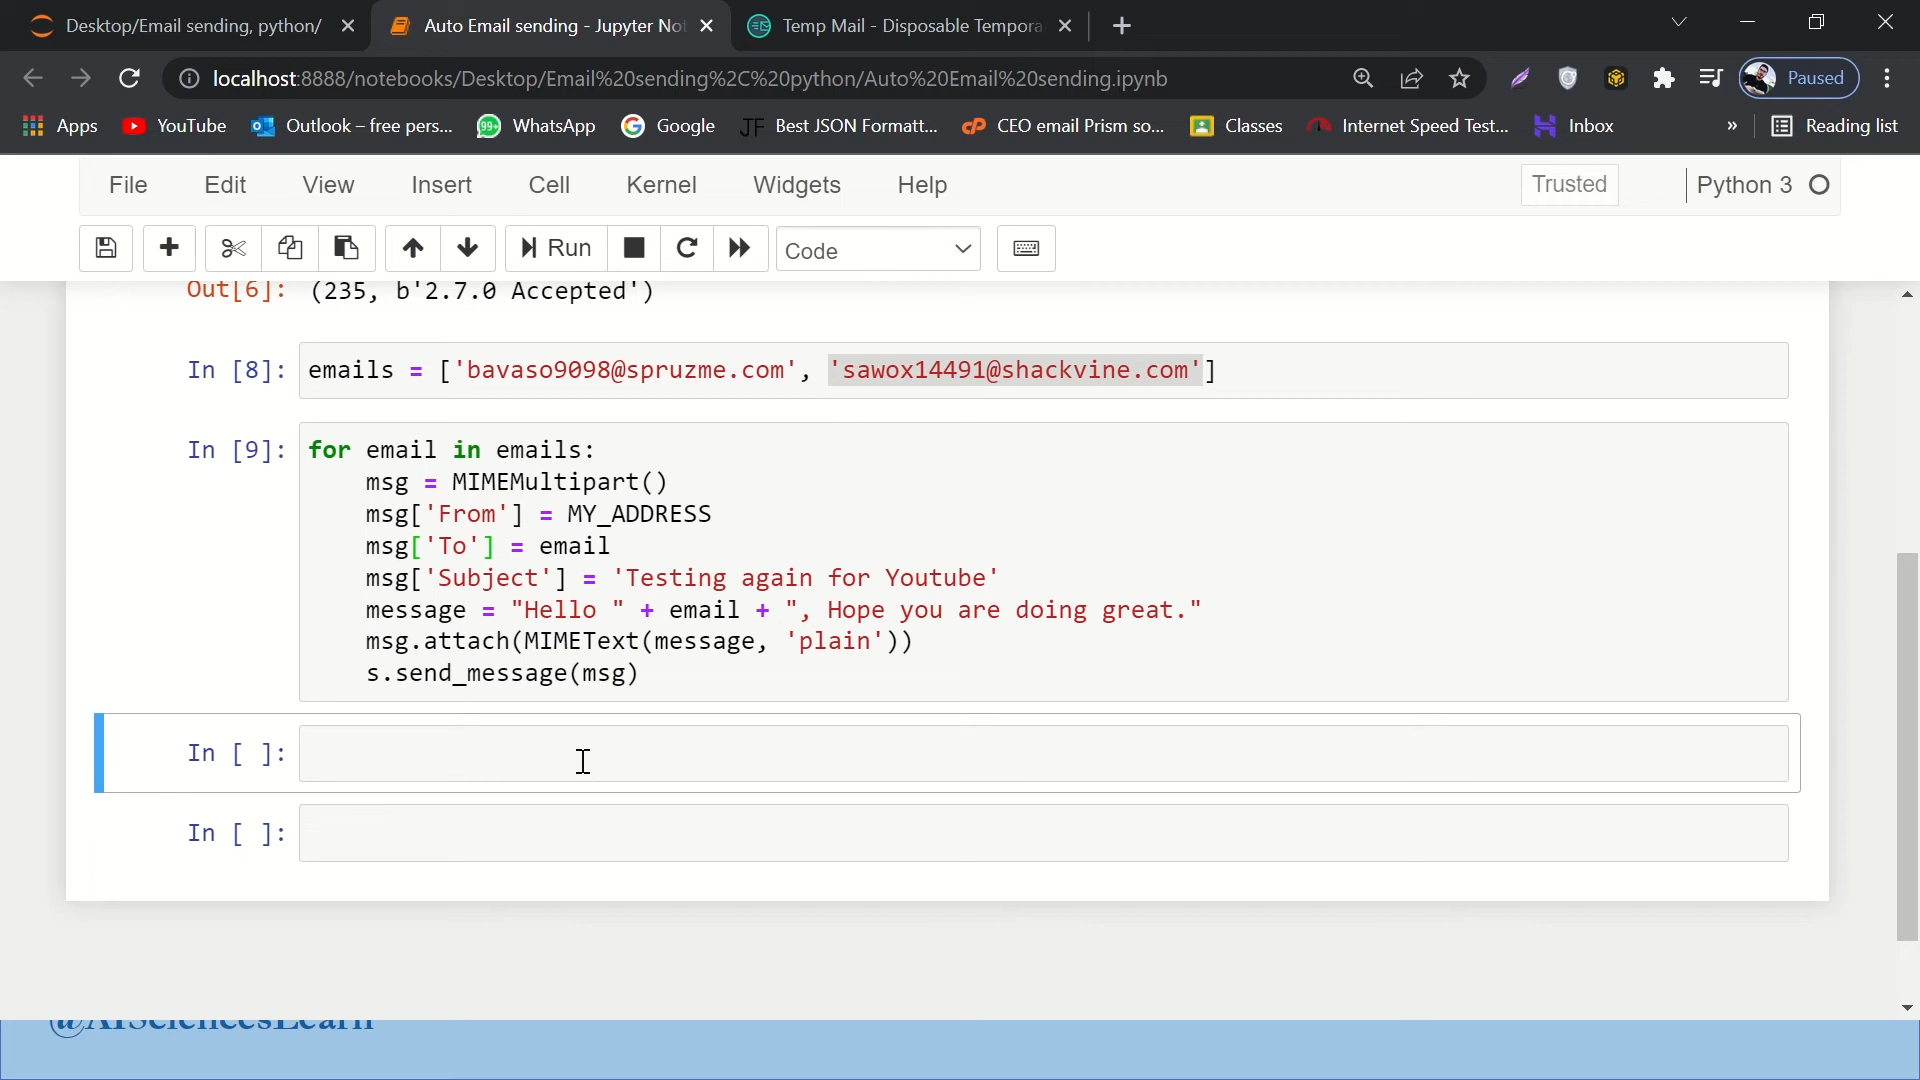 Desktop/Email sending, python/
Auto Email sending - Jupyter Not
Temp Mail - Disposable Tempora
localhost:8888/notebooks/Desktop/Email%20sending%2C%20python/Auto%20Email%20sending.ipynb
Paused
Apps
YouTube
Outlook – free pers...
99+
WhatsApp
Google
JF Best JSON Formatt...
CEO email Prism so...
Classes
Internet Speed Test...
Inbox
»
Reading list
File Edit View Insert Cell Kernel Widgets Help
Trusted
Python 3
Run
Code
Out[6]: (235, b'2.7.0 Accepted')
In [8]: emails = ['bavaso9098@spruzme.com', 'sawox14491@shackvine.com']
In [9]: for email in emails:
msg = MIMEMultipart()
msg['From'] = MY_ADDRESS
msg['To'] = email
msg['Subject'] = 'Testing again for Youtube'
message = "Hello " + email + ", Hope you are doing great."
msg.attach(MIMEText(message, 'plain'))
s.send_message(msg)
In [ ]:
In [ ]:
@AISciencesLearn